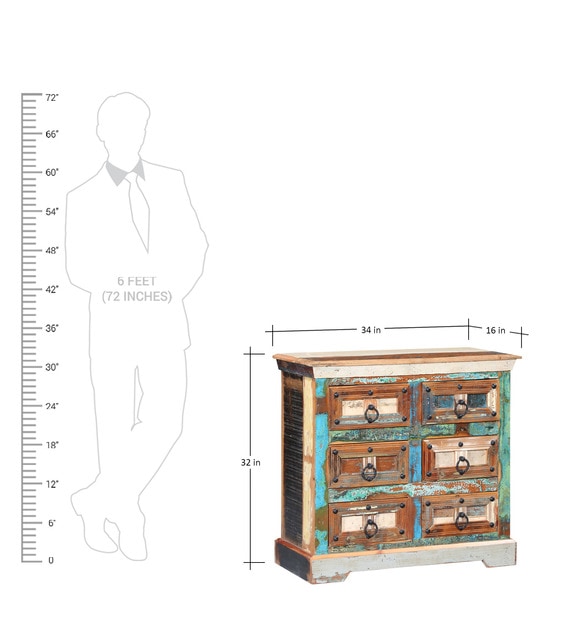 72"
66"
60"
54"
48"
42"
36"
30"
24"
18"
12"
6"
0
6 FEET
(72 INCHES)
34 in
16 in
32 in